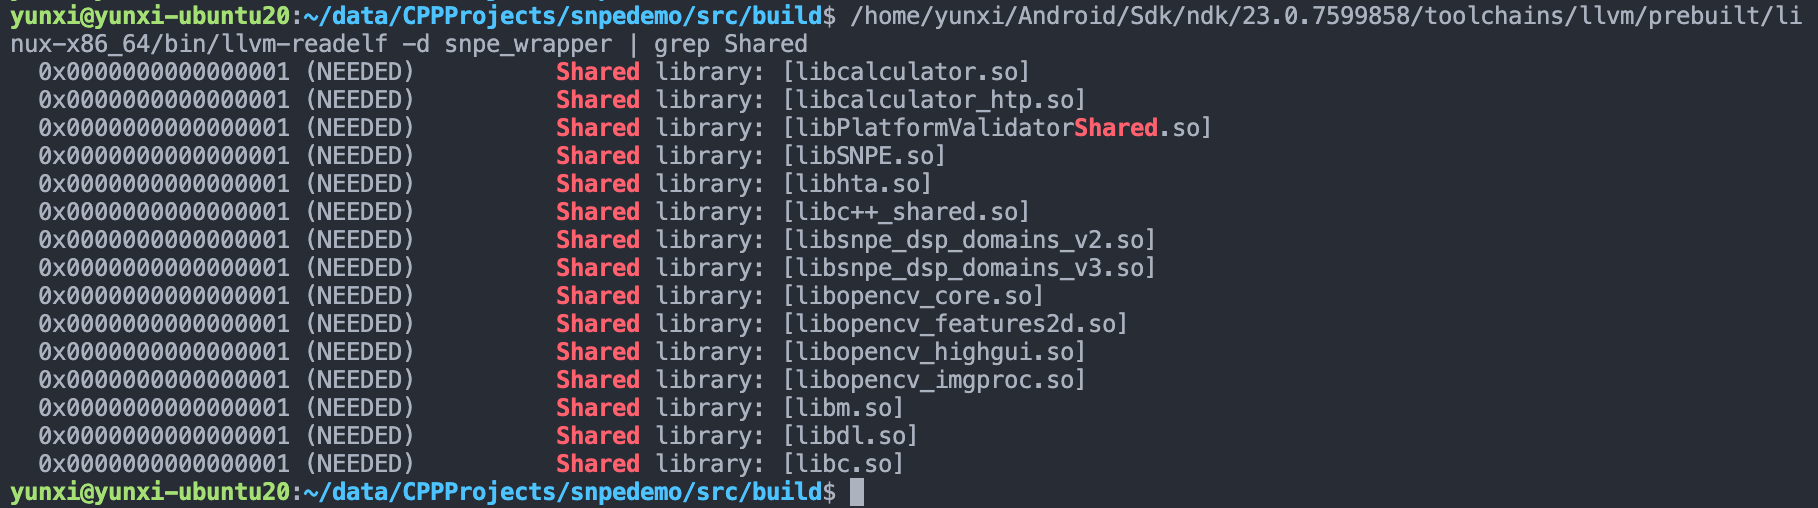 yunxi@yunxi-ubuntu20:~/data/CPPProjects/snpedemo/src/build$ /home/yunxi/Android/Sdk/ndk/23.0.7599858/toolchains/llvm/prebuilt/li
nux-x86_64/bin/llvm-readelf -d snpe_wrapper | grep Shared
  0x0000000000000001 (NEEDED)          Shared library: [libcalculator.so]
  0x0000000000000001 (NEEDED)          Shared library: [libcalculator_htp.so]
  0x0000000000000001 (NEEDED)          Shared library: [libPlatformValidatorShared.so]
  0x0000000000000001 (NEEDED)          Shared library: [libSNPE.so]
  0x0000000000000001 (NEEDED)          Shared library: [libhta.so]
  0x0000000000000001 (NEEDED)          Shared library: [libc++_shared.so]
  0x0000000000000001 (NEEDED)          Shared library: [libsnpe_dsp_domains_v2.so]
  0x0000000000000001 (NEEDED)          Shared library: [libsnpe_dsp_domains_v3.so]
  0x0000000000000001 (NEEDED)          Shared library: [libopencv_core.so]
  0x0000000000000001 (NEEDED)          Shared library: [libopencv_features2d.so]
  0x0000000000000001 (NEEDED)          Shared library: [libopencv_highgui.so]
  0x0000000000000001 (NEEDED)          Shared library: [libopencv_imgproc.so]
  0x0000000000000001 (NEEDED)          Shared library: [libm.so]
  0x0000000000000001 (NEEDED)          Shared library: [libdl.so]
  0x0000000000000001 (NEEDED)          Shared library: [libc.so]
yunxi@yunxi-ubuntu20:~/data/CPPProjects/snpedemo/src/build$